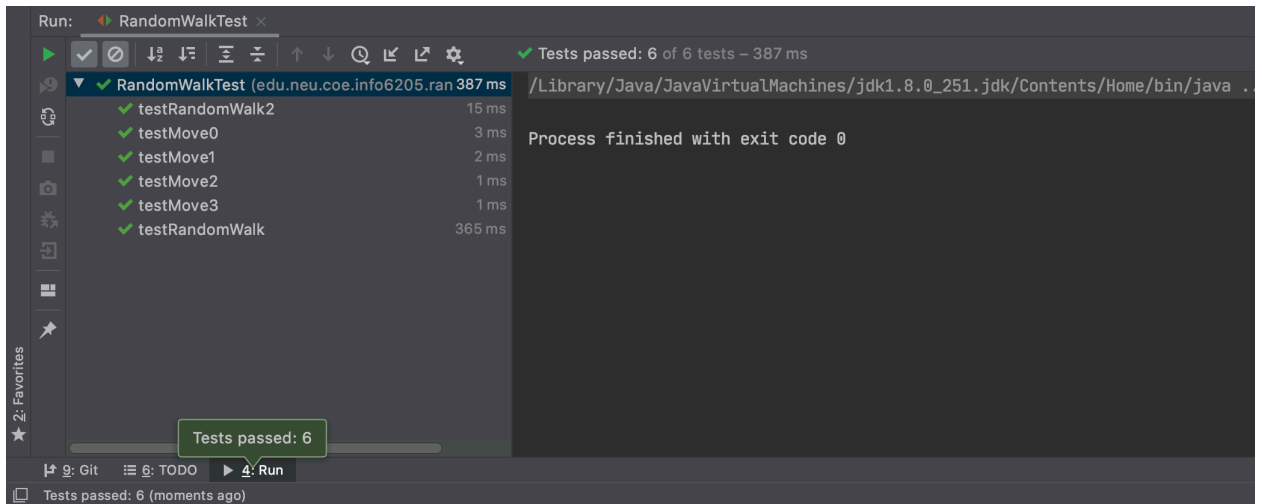 Run: RandomWalkTest ×
Tests passed: 6 of 6 tests – 387 ms
RandomWalkTest (edu.neu.coe.info6205.ran 387 ms
testRandomWalk2 15 ms
testMove0 3 ms
testMove1 2 ms
testMove2 1 ms
testMove3 1 ms
testRandomWalk 365 ms
/Library/Java/JavaVirtualMachines/jdk1.8.0_251.jdk/Contents/Home/bin/java ..
Process finished with exit code 0
2: Favorites
Tests passed: 6
9: Git 6: TODO 4: Run
Tests passed: 6 (moments ago)